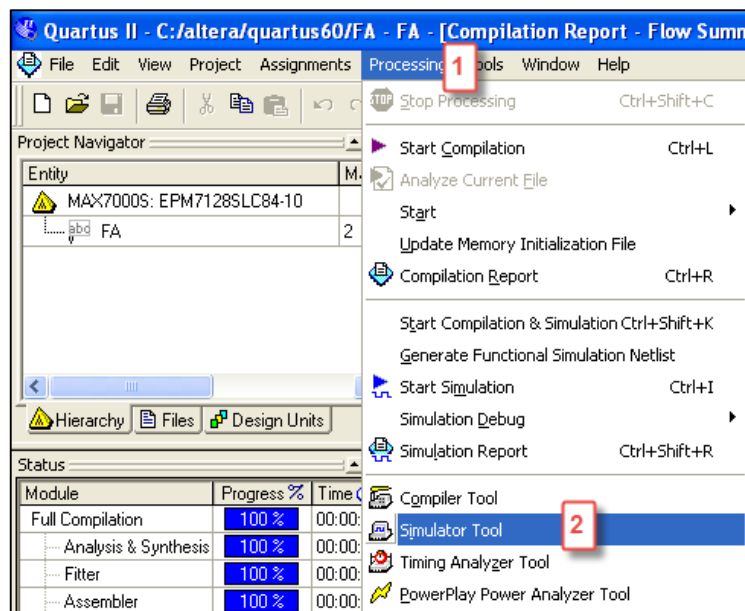 Quartus II - C:/altera/quartus60/FA - FA - [Compilation Report - Flow Summ
File Edit View Project Assignments Processing Tools Window Help
1
STOP Stop Processing Ctrl+Shift+C
Project Navigator
Start Compilation Ctrl+L
Entity
Analyze Current File
MAX7000S: EPM7128SLC84-10
Start
abd FA 2
Update Memory Initialization File
Compilation Report Ctrl+R
Start Compilation & Simulation Ctrl+Shift+K
Generate Functional Simulation Netlist
Start Simulation Ctrl+I
Hierarchy Files Design Units
Simulation Debug
Simulation Report Ctrl+Shift+R
Status
Module Progress % Time
Compiler Tool
Full Compilation 100 % 00:00:
Simulator Tool 2
Analysis & Synthesis 100 % 00:00:
Timing Analyzer Tool
Fitter 100 % 00:00:
PowerPlay Power Analyzer Tool
Assembler 100 % 00:00: